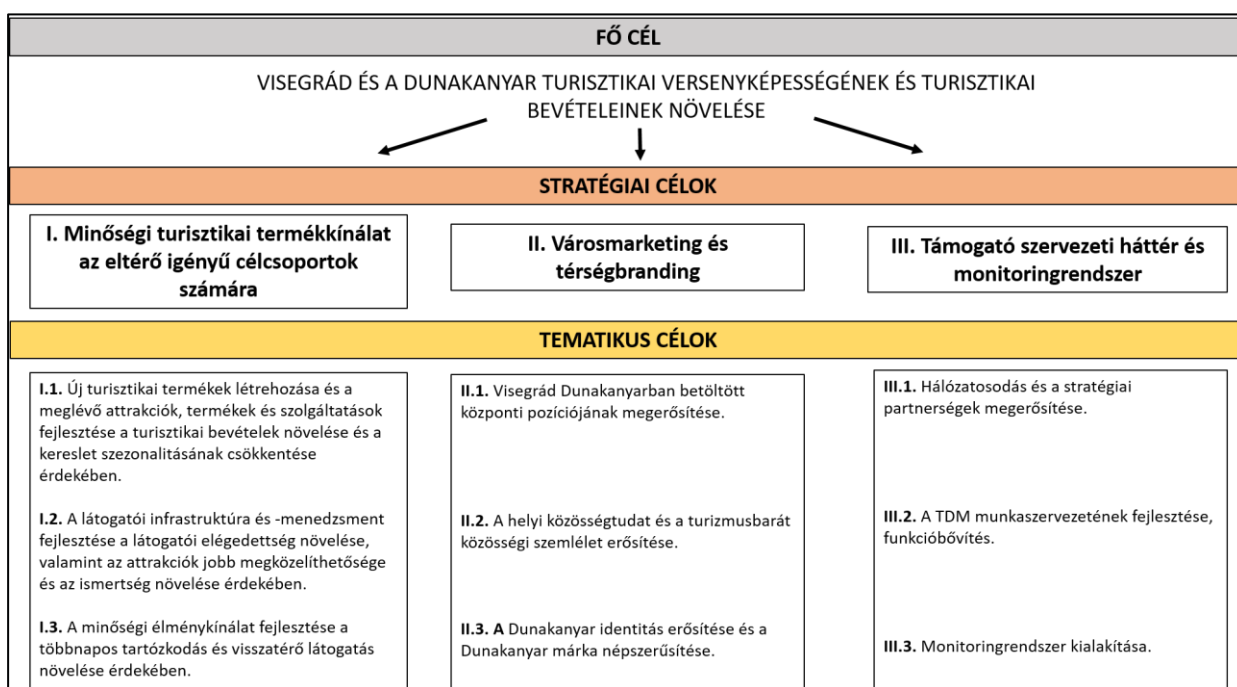 FŐ CÉL
VISEGRÁD ÉS A DUNAKANYAR TURISZTIKAI VERSENYKÉPESSÉGÉNEK ÉS TURISZTIKAI
BEVÉTELEINEK NÖVELÉSE
STRATÉGIAI CÉLOK
I. Minőségi turisztikai termékkínálat
az eltérő igényű célcsoportok
számára
II. Városmarketing és
térségbranding
III. Támogató szervezeti háttér és
monitoringrendszer
TEMATIKUS CÉLOK
I.1. Új turisztikai termékek létrehozása és a
meglévő attrakciók, termékek és szolgáltatások
fejlesztése a turisztikai bevételek növelése és a
kereslet szezonalitásának csökkentése
érdekében.
I.2. A látogatói infrastruktúra és -menedzsment
fejlesztése a látogatói elégedettség növelése,
valamint az attrakciók jobb megközelíthetősége
és az ismertség növelése érdekében.
I.3. A minőségi élménykínálat fejlesztése a
többnapos tartózkodás és visszatérő látogatás
növelése érdekében.
II.1. Visegrád Dunakanyarban betöltött
központi pozíciójának megerősítése.
II.2. A helyi közösségtudat és a turizmusbarát
közösségi szemlélet erősítése.
II.3. A Dunakanyar identitás erősítése és a
Dunakanyar márka népszerűsítése.
III.1. Hálózatosodás és a stratégiai
partnerségek megerősítése.
III.2. A TDM munkaszervezetének fejlesztése,
funkcióbővítés.
III.3. Monitoringrendszer kialakítása.